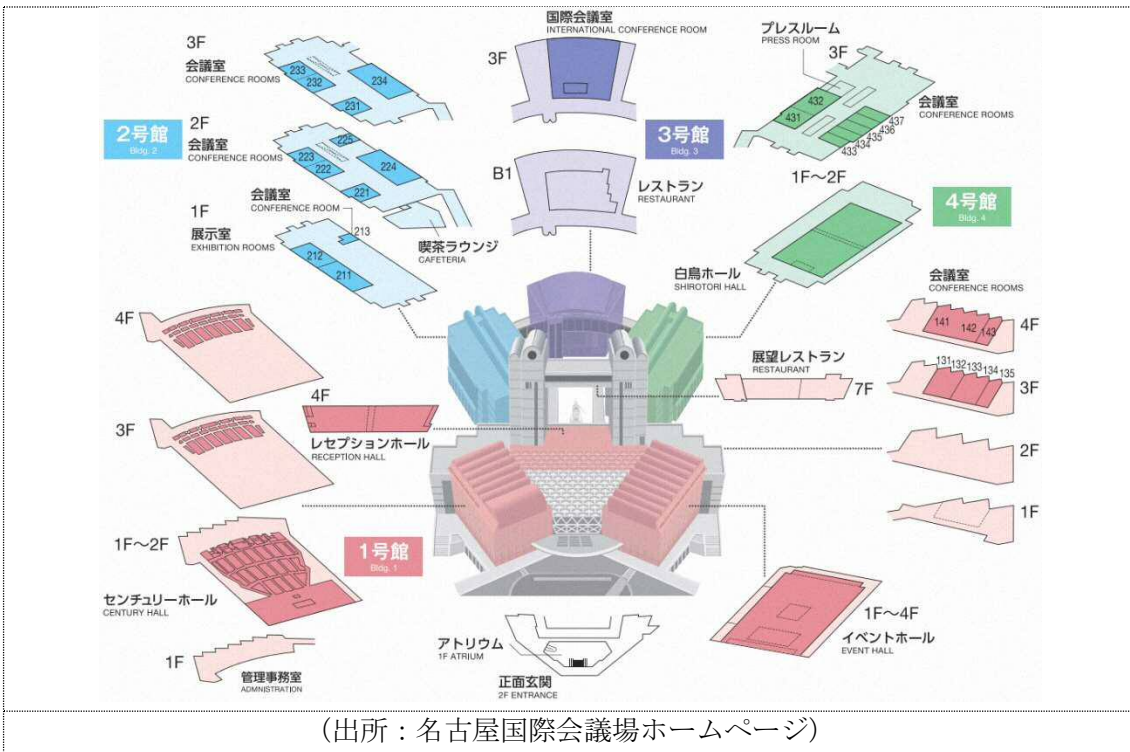 3F
会議室
CONFERENCE ROOMS
233
232
234
231
2号館
Bldg. 2
2F
会議室
CONFERENCE ROOMS
225
223
222
224
221
会議室
CONFERENCE ROOM
213
1F
展示室
EXHIBITION ROOMS
212
211
喫茶ラウンジ
CAFETERIA
国際会議室
INTERNATIONAL CONFERENCE ROOM
3F
3号館
Bldg. 3
B1
レストラン
RESTAURANT
プレスルーム
PRESS ROOM
3F
432
431
会議室
CONFERENCE ROOMS
437
436
435
434
433
1F～2F
4号館
Bldg. 4
白鳥ホール
SHIROTORI HALL
会議室
CONFERENCE ROOMS
141
142
143
4F
131
132
133
134
135
3F
2F
1F
展望レストラン
RESTAURANT
7F
4F
3F
4F
レセプションホール
RECEPTION HALL
1F～2F
1号館
Bldg. 1
センチュリーホール
CENTURY HALL
1F
管理事務室
ADMNISTRATION
アトリウム
1F ATRIUM
正面玄関
2F ENTRANCE
1F～4F
イベントホール
EVENT HALL
(出所：名古屋国際会議場ホームページ)